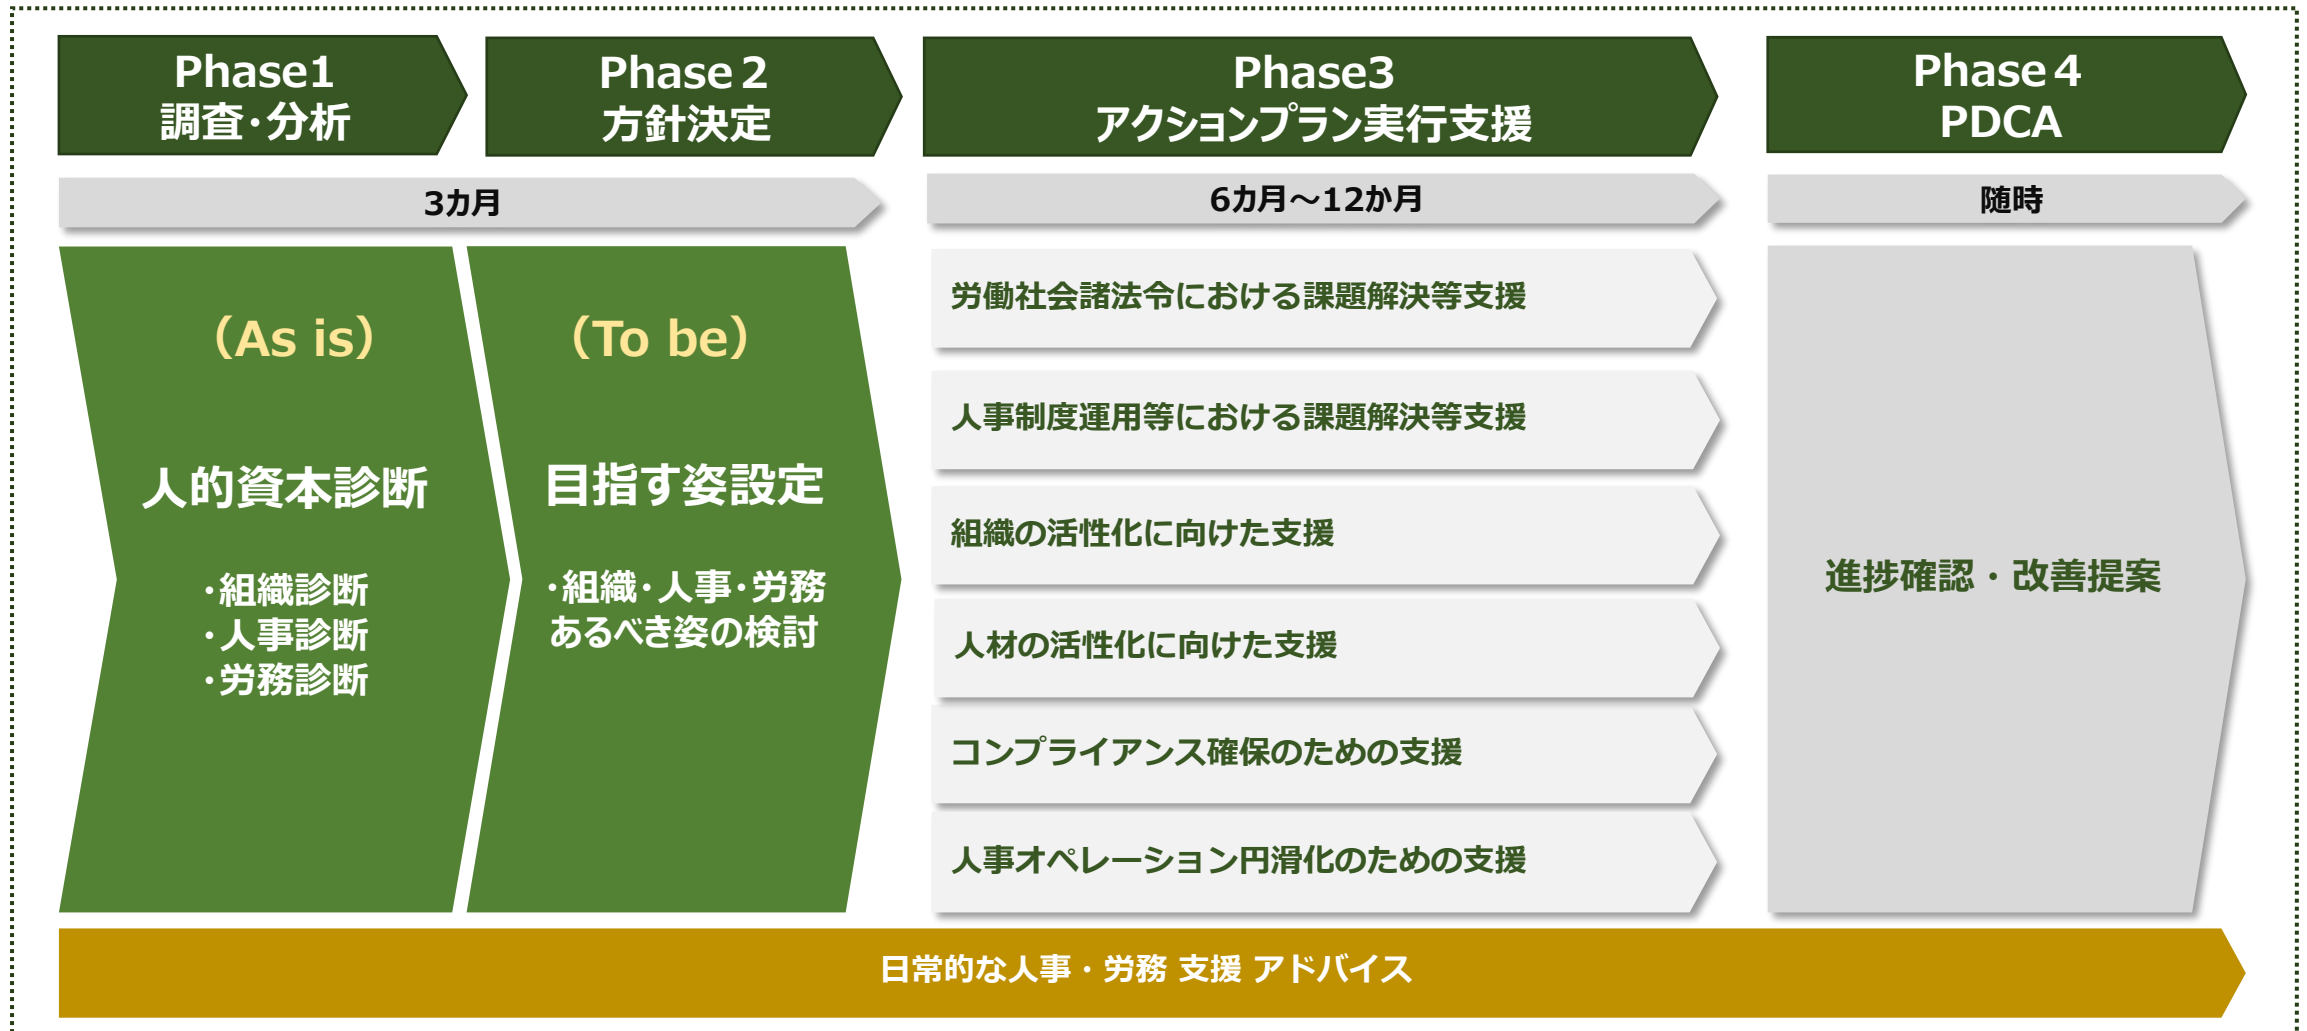 Phase1
調査・分析
Phase２
方針決定
Phase3
アクションプラン実行支援
Phase４
PDCA
3カ月
6カ月～12か月
随時
（As is）
人的資本診断
・組織診断
・人事診断
・労務診断
（To be）
目指す姿設定
・組織・人事・労務
あるべき姿の検討
労働社会諸法令における課題解決等支援
人事制度運用等における課題解決等支援
組織の活性化に向けた支援
人材の活性化に向けた支援
コンプライアンス確保のための支援
人事オペレーション円滑化のための支援
進捗確認・改善提案
日常的な人事・労務 支援 アドバイス